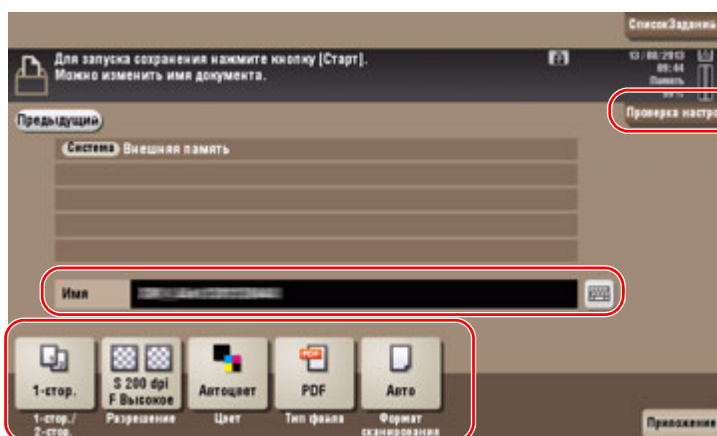 СписокЗаданий
Для запуска сохранения нажмите кнопку [Старт].
Можно изменить имя документа.
13/08/2013
09:44
Память
99%
Проверка настро
Предыдущий
Система Внешняя память
Имя
1-стор.
S 200 dpi
F Высокое
Автоцвет
PDF
PDF
Авто
1-стор./
2-стор.
Разрешение
Цвет
Тип файла
Формат
сканирования
Приложение